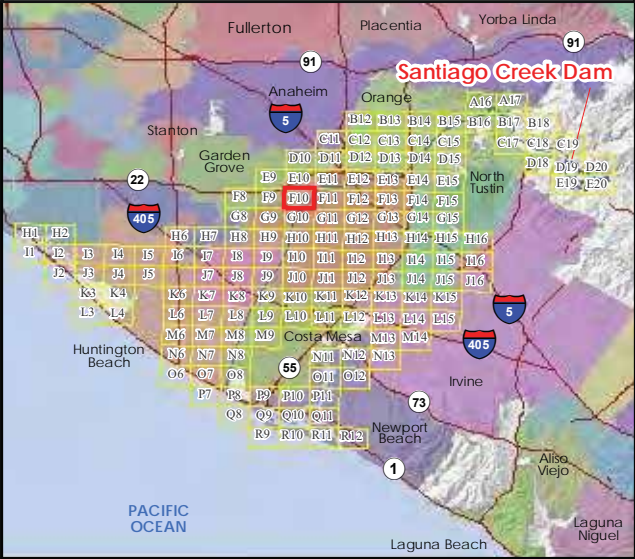 Fullerton
Placentia
Yorba Linda
91
91
Santiago Creek Dam
Anaheim
5
Orange
A16 A17
B12 B13 B14 B15 B16 B17 B18
Stanton
C11 C12 C13 C14 C15 C17 C18 C19
Garden
Grove
D10 D11 D12 D13 D14 D15 D18 D19 D20
22
E9 E10 E11 E12 E13 E14 E15 E19 E20
North
Tustin
F8 F9 F10 F11 F12 F13 F14 F15
405
G8 G9 G10 G11 G12 G13 G14 G15
H1 H2 H6 H7 H8 H9 H10 H11 H12 H13 H14 H15 H16
I1 I2 I3 I4 I5 I6 I7 I8 I9 I10 I11 I12 I13 I14 I15 I16
J2 J3 J4 J5 J7 J8 J9 J10 J11 J12 J13 J14 J15 J16
K3 K4 K6 K7 K8 K9 K10 K11 K12 K13 K14 K15
5
L3 L4 L6 L7 L8 L9 L10 L11 L12 L13 L14 L15
M6 M7 M8 M9 Costa Mesa M13 M14
405
Huntington
Beach
N6 N7 N8 N11 N12 N13
55
O6 O7 O8 O11 O12
Irvine
P7 P8 P9 P10 P11
73
Q8 Q9 Q10 Q11
Newport
Beach
R9 R10 R11 R12
1
Aliso
Viejo
PACIFIC
OCEAN
Laguna
Niguel
Laguna Beach